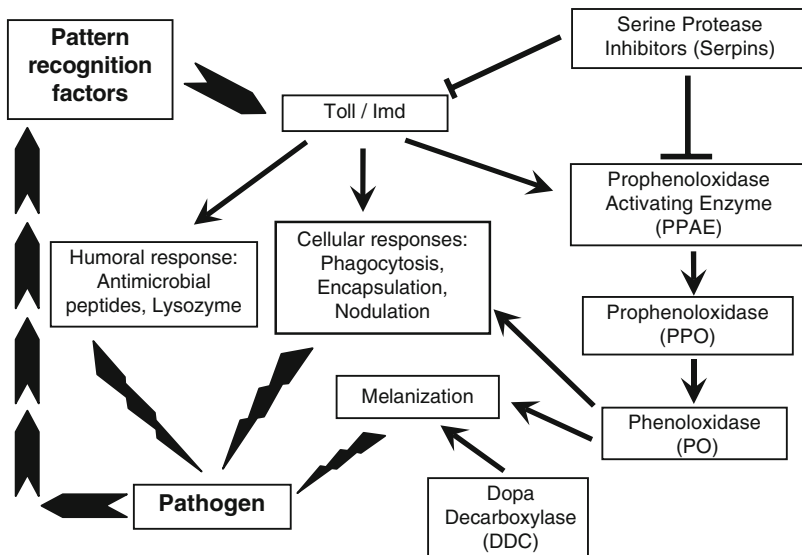 Pattern
recognition
factors
Serine Protease
Inhibitors (Serpins)
Toll / Imd
Prophenoloxidase
Activating Enzyme
(PPAE)
Humoral response:
Antimicrobial
peptides, Lysozyme
Cellular responses:
Phagocytosis,
Encapsulation,
Nodulation
Prophenoloxidase
(PPO)
Melanization
Phenoloxidase
(PO)
Pathogen
Dopa
Decarboxylase
(DDC)